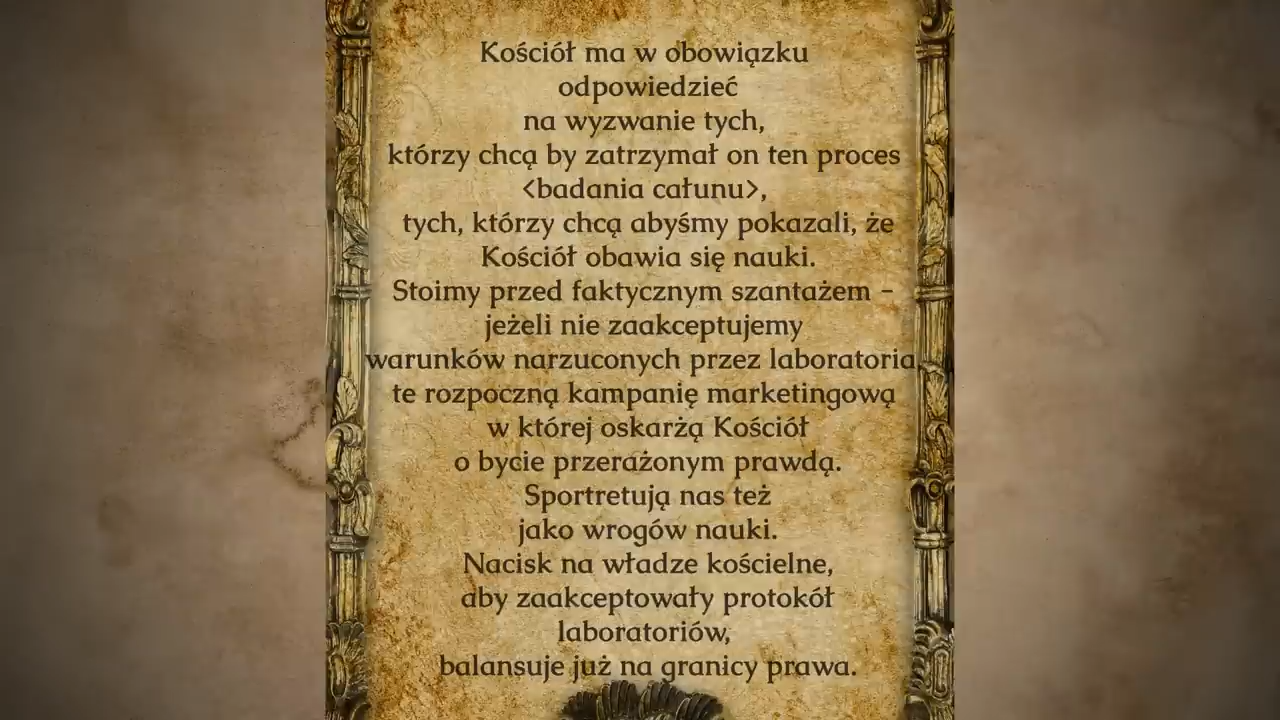 Kościół ma w obowiązku
odpowiedzieć
na wyzwanie tych,
którzy chcą by zatrzymał on ten proces
<badania całunu>,
tych, którzy chcą abyśmy pokazali, że
Kościół obawia się nauki.
Stoimy przed faktycznym szantażem -
jeżeli nie zaakceptujemy
warunków narzuconych przez laboratoria,
te rozpoczną kampanię marketingową
w której oskarżą Kościół
o bycie przerażonym prawdą.
Sportretują nas też
jako wrogów nauki.
Nacisk na władze kościelne,
aby zaakceptowały protokół
laboratoriów,
balansuje już na granicy prawa.